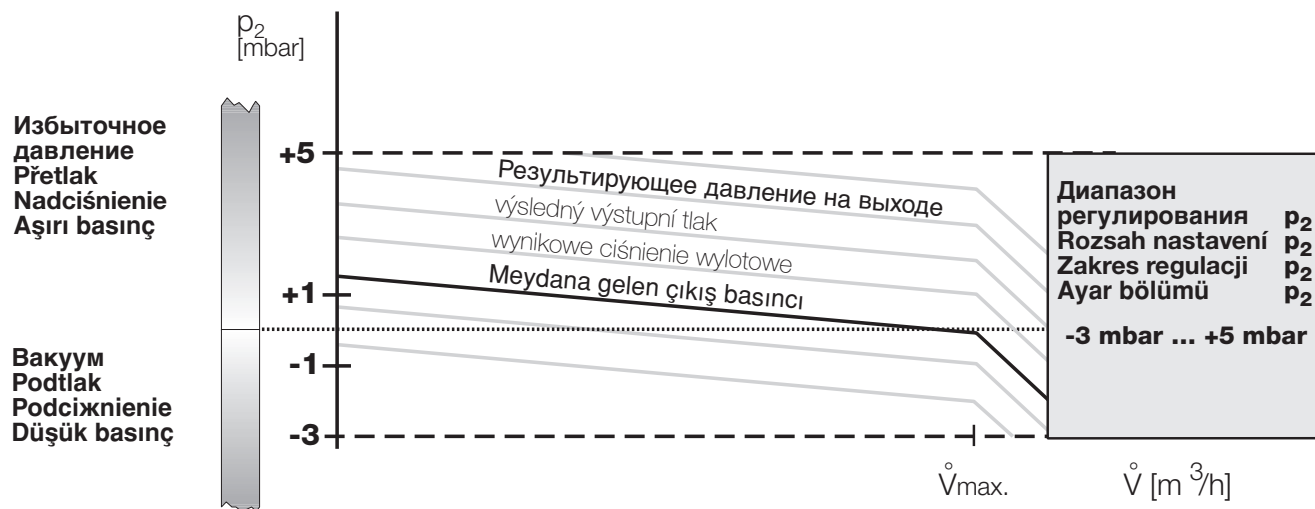 p₂
[mbar]
Избыточное
давление
Přetlak
Nadciśnienie
Aşırı basınç
+5
+1
-1
-3
Вакуум
Podtlak
Podciжnienie
Düşük basınç
Результирующее давление на выходе
výsledný výstupní tlak
wynikowe ciśnienie wylotowe
Meydana gelen çıkış basıncı
Диапазон
регулирования p₂
Rozsah nastavení p₂
Zakres regulacji p₂
Ayar bölümü p₂
-3 mbar ... +5 mbar
V̊max.
V̊ [m ³/h]